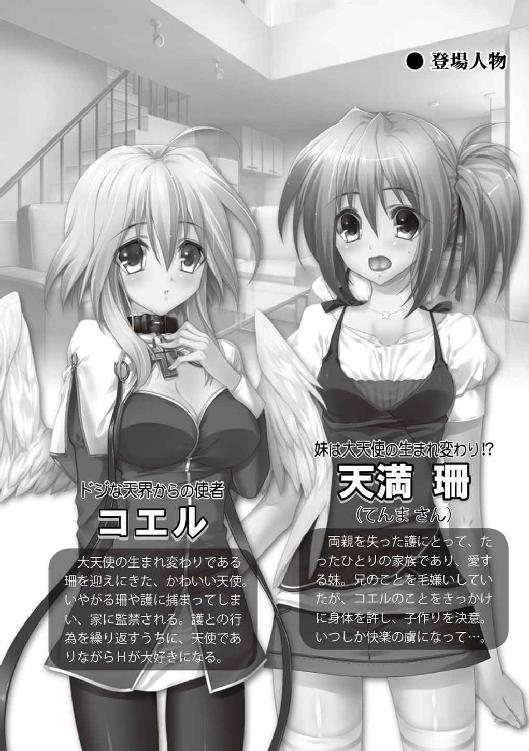 ● 登場人物
妹は大天使の生まれ変わり!?
天満 珊
(てんま さん)
両親を失った護にとって、た
ったひとりの家族であり、愛す
る妹。兄のことを毛嫌いしてい
たが、コエルのことをきっかけ
に身体を許し、子作りを決意。
いつしか快楽の虜になって…。
ドジな天界からの使者
コエル
大天使の生まれ変わりである
珊を迎えにきた、かわいい天使。
いやがる珊や護に捕まってしま
い、家に監禁される。護との行
為を繰り返すうちに、天使であ
りながらHが大好きになる。